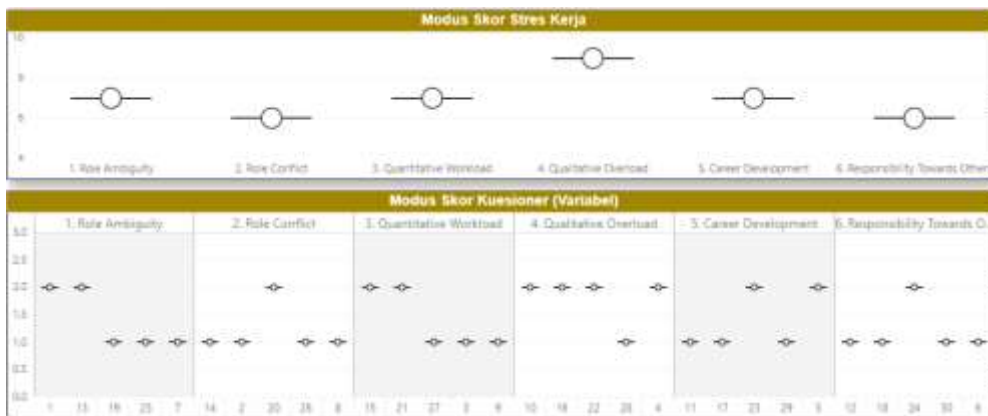 Modus Skor Stres Kerja
10
8
6
4
1. Role Ambiguity 2. Role Conflict 3. Quantitative Workload 4. Qualitative Overload 5. Career Development 6. Responsibility Towards Other
Modus Skor Kuesioner (Variabel)
1. Role Ambiguity 2. Role Conflict 3. Quantitative Workload 4. Qualitative Overload 5. Career Development 6. Responsibility Towards O..
3.0
2.5
2.0
1.5
1.0
0.5
0.0
1 13 19 25 7 14 2 20 26 8 15 21 27 3 9 10 22 28 4 11 17 23 29 5 12 18 24 30 6